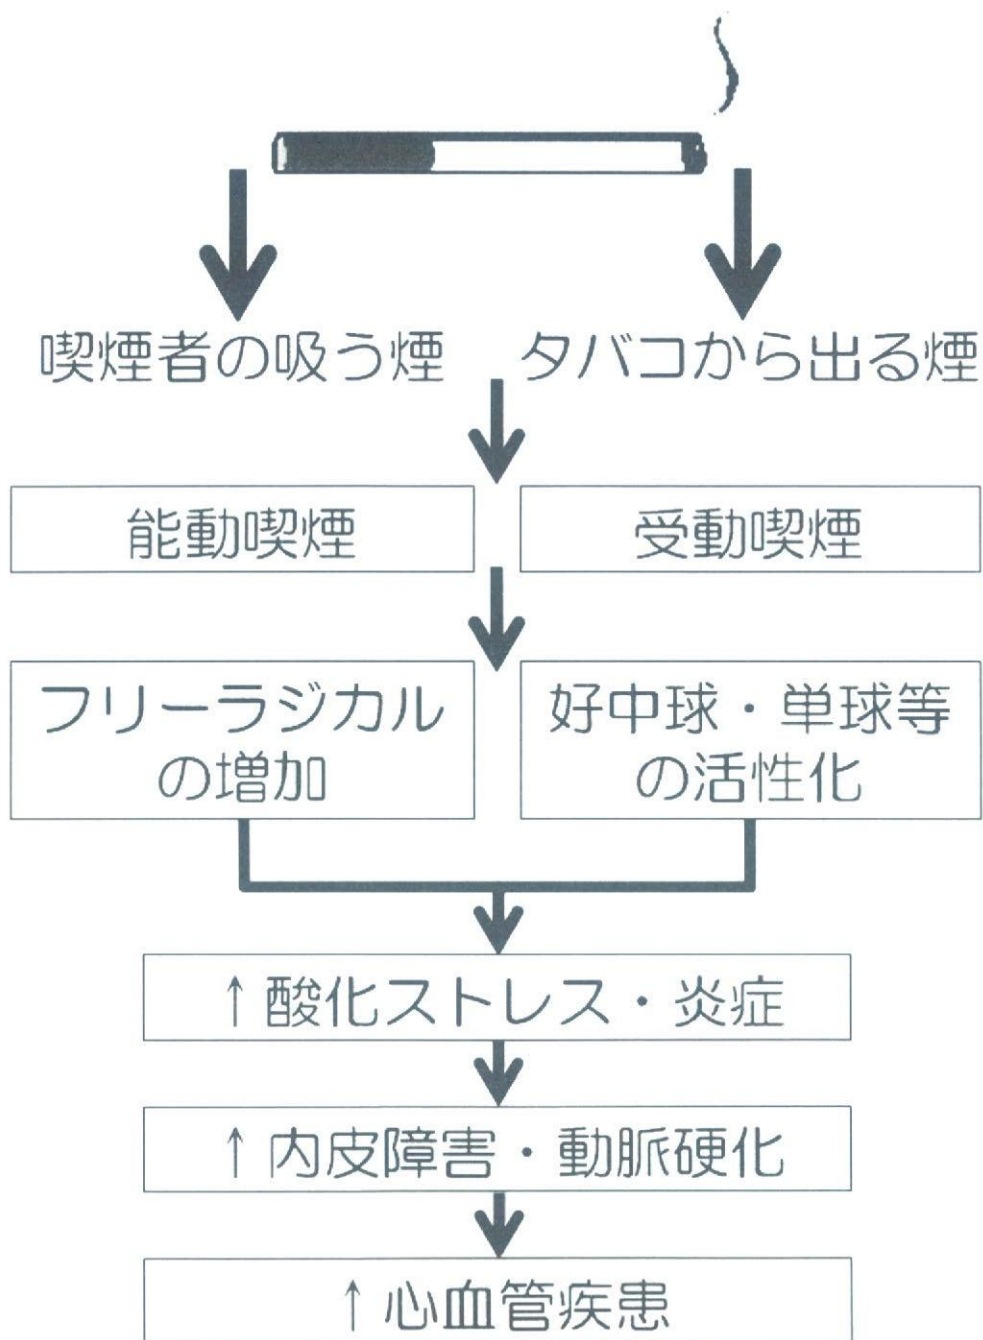 喫煙者の吸う煙
タバコから出る煙
能動喫煙
受動喫煙
フリーラジカル
の増加
好中球・単球等
の活性化
↑酸化ストレス・炎症
↑内皮障害・動脈硬化
↑心血管疾患